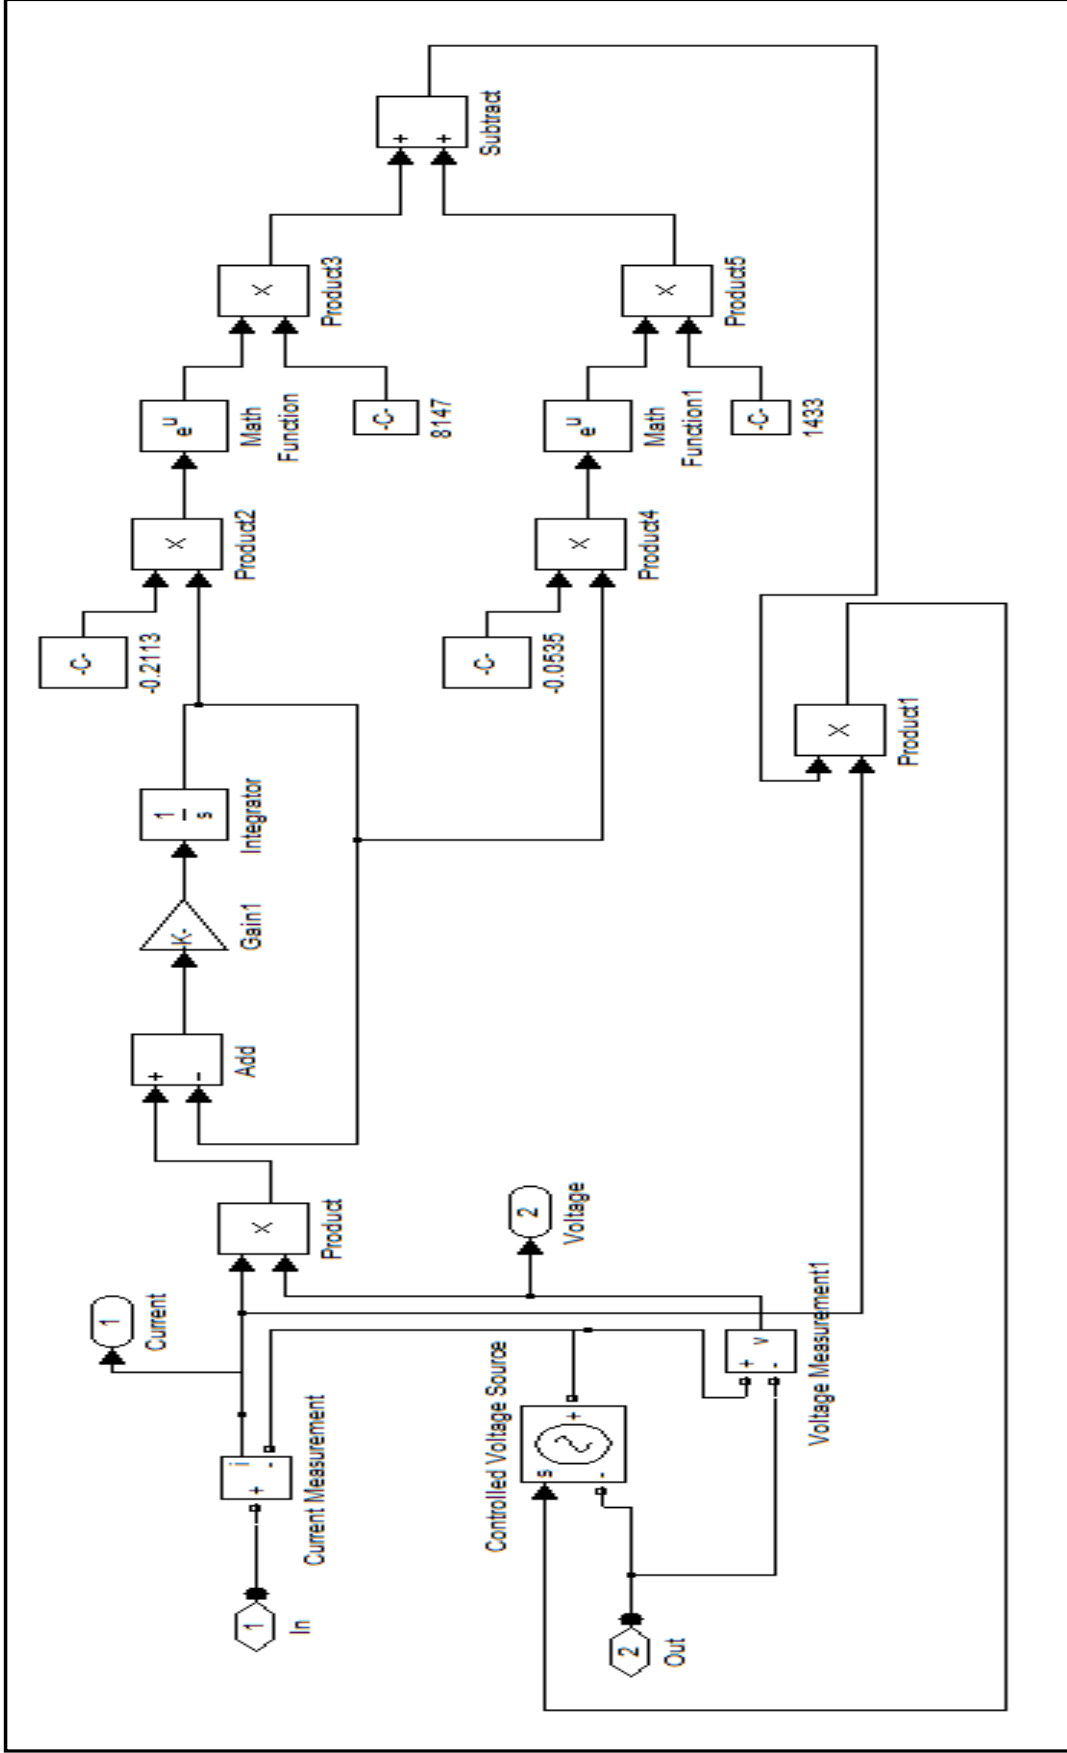 1
In
+
i
-
Current Measurement
1
Current
X
Product
+
-
Add
-K-
Gain1
1
s
Integrator
-C-
-0.2113
X
Product2
e^u
Math
Function
-C-
8147
X
Product3
+
+
Subtract
-C-
-0.0535
X
Product4
e^u
Math
Function1
-C-
1433
X
Product5
2
Out
Controlled Voltage Source
s
+
-
2
Voltage
+
-
v
Voltage Measurement1
X
Product1